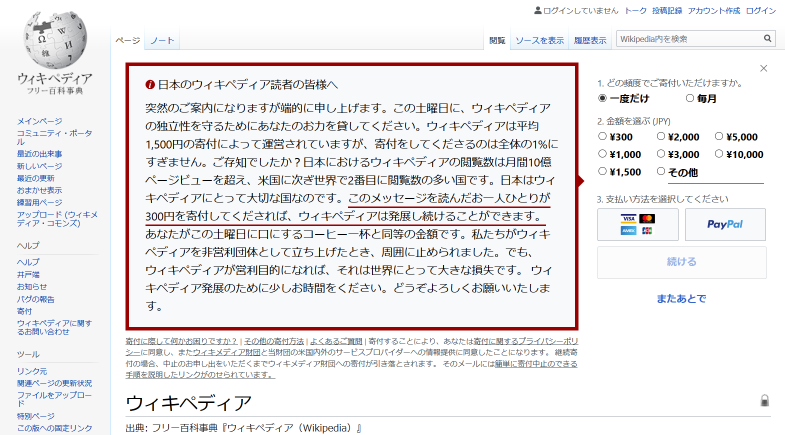 ログインしていません トーク 投稿記録 アカウント作成 ログイン
ページ ノート 閲覧 ソースを表示 履歴表示 Wikipedia内を検索
ウィキペディア
フリー百科事典
メインページ
コミュニティ・ポータ
ル
最近の出来事
新しいページ
最近の更新
おまかせ表示
練習用ページ
アップロード (ウィキメ
ディア・コモンズ)
ヘルプ
ヘルプ
井戸端
お知らせ
バグの報告
寄付
ウィキペディアに関す
るお問い合わせ
ツール
リンク元
関連ページの更新状況
ファイルをアップロー
ド
特別ページ
この版への固定リンク
日本のウィキペディア読者の皆様へ
突然のご案内になりますが端的に申し上げます。この土曜日に、ウィキペディア
の独立性を守るためにあなたのお力を貸してください。ウィキペディアは平均
1,500円の寄付によって運営されていますが、寄付をしてくださるのは全体の1%に
すぎません。ご存知でしたか？日本におけるウィキペディアの閲覧数は月間10億
ページビューを超え、米国に次ぎ世界で2番目に閲覧数の多い国です。日本はウィ
キペディアにとって大切な国なのです。このメッセージを読んだお一人ひとりが
300円を寄付してくだされば、ウィキペディアは発展し続けることができます。
あなたがこの土曜日に口にするコーヒー一杯と同等の金額です。私たちがウィキ
ペディアを非営利団体として立ち上げたとき、周囲に止められました。でも、
ウィキペディアが営利目的になれば、それは世界にとって大きな損失です。 ウィ
キペディア発展のために少しお時間をください。どうぞよろしくお願いいたしま
す。
1. どの頻度でご寄付いただけますか。
一度だけ 毎月
2. 金額を選ぶ (JPY)
¥300 ¥2,000 ¥5,000
¥1,000 ¥3,000 ¥10,000
¥1,500 その他
3. 支払い方法を選択してください
VISA PayPal
JCB
続ける
またあとで
寄付に際して何かお困りですか？ | その他の寄付方法 | よくあるご質問 | 寄付することにより、あなたは寄付に関するプライバシーポリ
シーに同意し、またウィキメディア財団と当財団の米国内外のサービスプロバイダーへの情報提供に同意したことになります。 継続寄
付の場合、中止のお申し出をいただくまでウィキメディア財団への寄付が引き落とされます。 そのメールには簡単に寄付中止のできる
手順を説明したリンクがのせられています。
ウィキペディア
出典: フリー百科事典『ウィキペディア（Wikipedia）』